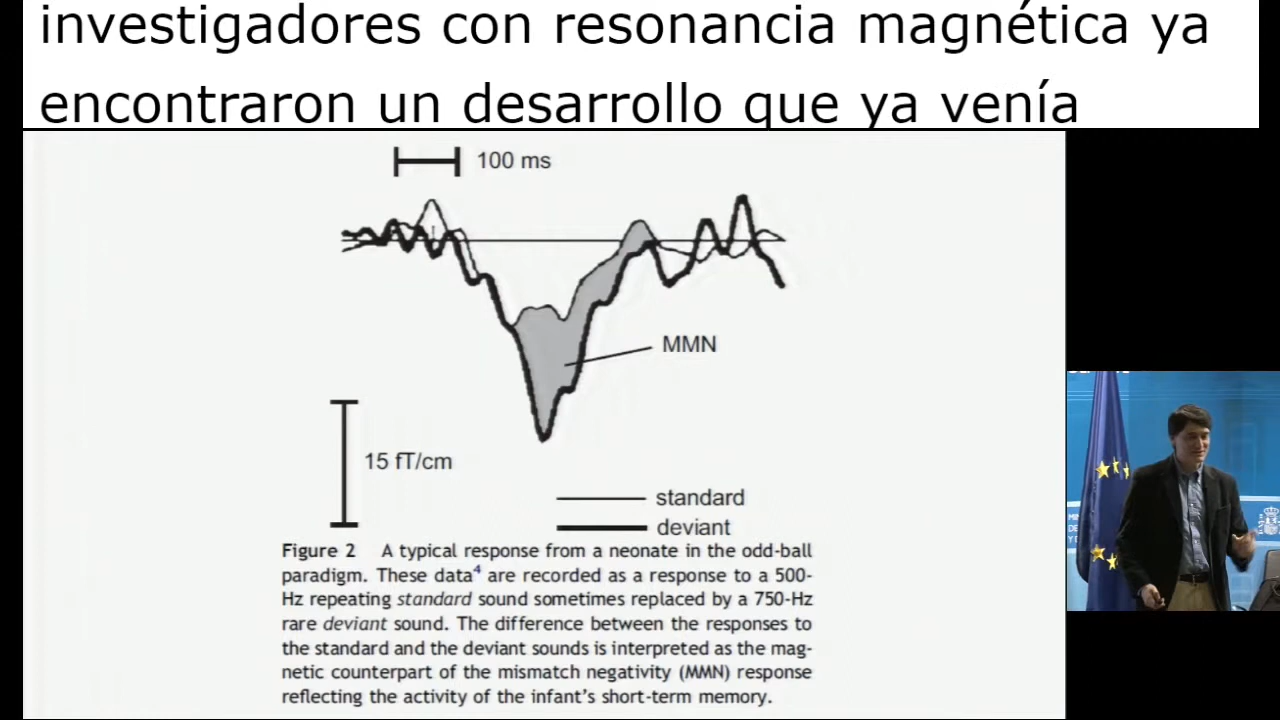 investigadores con resonancia magnética ya
encontraron un desarrollo que ya venía
100 ms
MMN
15 fT/cm
standard
deviant
Figure 2 A typical response from a neonate in the odd-ball
paradigm. These data4 are recorded as a response to a 500-
Hz repeating standard sound sometimes replaced by a 750-Hz
rare deviant sound. The difference between the responses to
the standard and the deviant sounds is interpreted as the mag-
netic counterpart of the mismatch negativity (MMN) response
reflecting the activity of the infant's short-term memory.